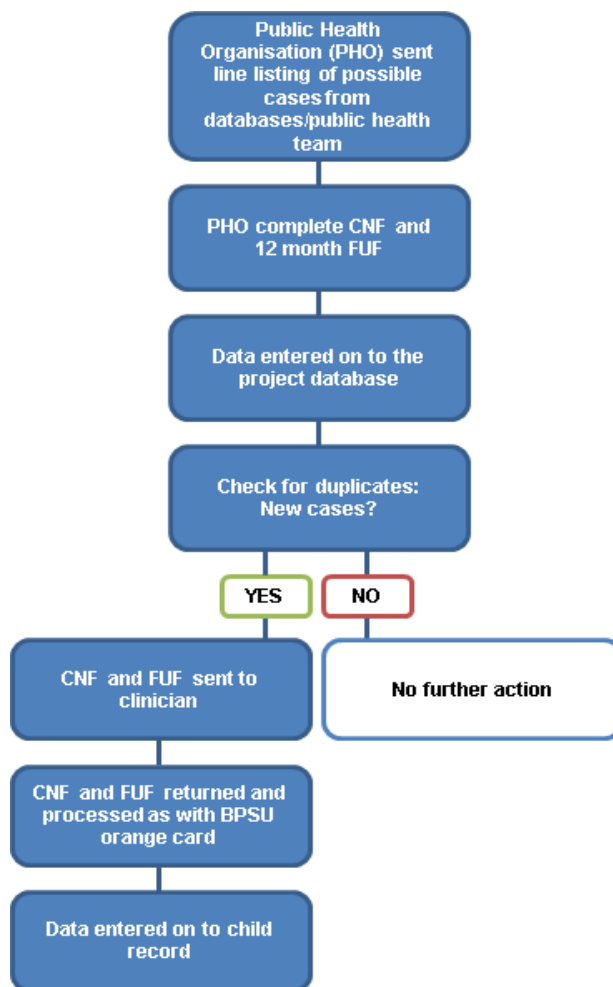 Public Health
Organisation (PHO) sent
line listing of possible
cases from
databases/public health
team
PHO complete CNF and
12 month FUF
Data entered on to the
project database
Check for duplicates:
New cases?
YES
NO
CNF and FUF sent to
clinician
No further action
CNF and FUF returned and
processed as with BPSU
orange card
Data entered on to child
record